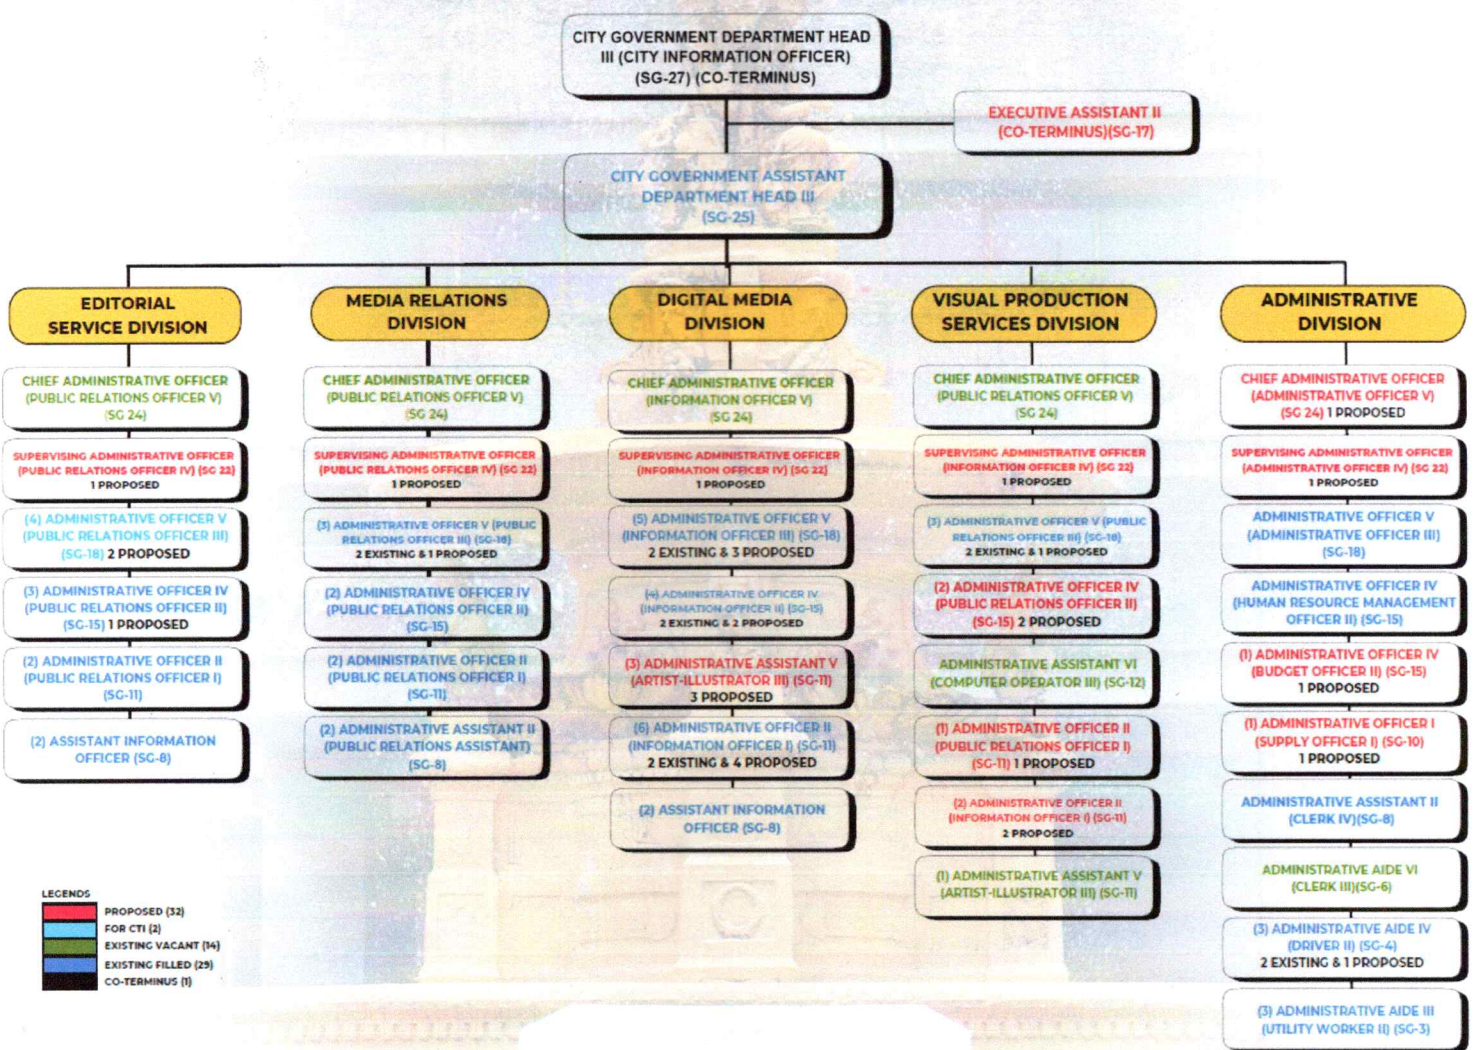 CITY GOVERNMENT DEPARTMENT HEAD
III (CITY INFORMATION OFFICER)
(SG-27) (CO-TERMINUS)
EXECUTIVE ASSISTANT II
(CO-TERMINUS)(SG-17)
CITY GOVERNMENT ASSISTANT
DEPARTMENT HEAD III
(SG-25)
EDITORIAL
SERVICE DIVISION
CHIEF ADMINISTRATIVE OFFICER
(PUBLIC RELATIONS OFFICER V)
(SG 24)
SUPERVISING ADMINISTRATIVE OFFICER
(PUBLIC RELATIONS OFFICER IV) (SG 22)
1 PROPOSED
(4) ADMINISTRATIVE OFFICER V
(PUBLIC RELATIONS OFFICER III)
(SG-18) 2 PROPOSED
(3) ADMINISTRATIVE OFFICER IV
(PUBLIC RELATIONS OFFICER II)
(SG-15) 1 PROPOSED
(2) ADMINISTRATIVE OFFICER II
(PUBLIC RELATIONS OFFICER I)
(SG-11)
(2) ASSISTANT INFORMATION
OFFICER (SG-8)
MEDIA RELATIONS
DIVISION
CHIEF ADMINISTRATIVE OFFICER
(PUBLIC RELATIONS OFFICER V)
(SG 24)
SUPERVISING ADMINISTRATIVE OFFICER
(PUBLIC RELATIONS OFFICER IV) (SG 22)
1 PROPOSED
(3) ADMINISTRATIVE OFFICER V (PUBLIC
RELATIONS OFFICER III) (SG-18)
2 EXISTING & 1 PROPOSED
(2) ADMINISTRATIVE OFFICER IV
(PUBLIC RELATIONS OFFICER II)
(SG-15)
(2) ADMINISTRATIVE OFFICER II
(PUBLIC RELATIONS OFFICER I)
(SG-11)
(2) ADMINISTRATIVE ASSISTANT II
(PUBLIC RELATIONS ASSISTANT)
(SG-8)
DIGITAL MEDIA
DIVISION
CHIEF ADMINISTRATIVE OFFICER
(INFORMATION OFFICER V)
(SG 24)
SUPERVISING ADMINISTRATIVE OFFICER
(INFORMATION OFFICER IV) (SG 22)
1 PROPOSED
(5) ADMINISTRATIVE OFFICER V
(INFORMATION OFFICER III) (SG-18)
2 EXISTING & 3 PROPOSED
(4) ADMINISTRATIVE OFFICER IV
(INFORMATION OFFICER II) (SG-15)
2 EXISTING & 2 PROPOSED
(3) ADMINISTRATIVE ASSISTANT V
(ARTIST-ILLUSTRATOR III) (SG-11)
3 PROPOSED
(6) ADMINISTRATIVE OFFICER II
(INFORMATION OFFICER I) (SG-11)
2 EXISTING & 4 PROPOSED
(2) ASSISTANT INFORMATION
OFFICER (SG-8)
VISUAL PRODUCTION
SERVICES DIVISION
CHIEF ADMINISTRATIVE OFFICER
(PUBLIC RELATIONS OFFICER V)
(SG 24)
SUPERVISING ADMINISTRATIVE OFFICER
(INFORMATION OFFICER IV) (SG 22)
1 PROPOSED
(3) ADMINISTRATIVE OFFICER V (PUBLIC
RELATIONS OFFICER III) (SG-18)
2 EXISTING & 1 PROPOSED
(2) ADMINISTRATIVE OFFICER IV
(PUBLIC RELATIONS OFFICER II)
(SG-15) 2 PROPOSED
ADMINISTRATIVE ASSISTANT VI
(COMPUTER OPERATOR III) (SG-12)
(1) ADMINISTRATIVE OFFICER II
(PUBLIC RELATIONS OFFICER I)
(SG-11) 1 PROPOSED
(2) ADMINISTRATIVE OFFICER II
(INFORMATION OFFICER I) (SG-11)
2 PROPOSED
(1) ADMINISTRATIVE ASSISTANT V
(ARTIST-ILLUSTRATOR III) (SG-11)
ADMINISTRATIVE
DIVISION
CHIEF ADMINISTRATIVE OFFICER
(ADMINISTRATIVE OFFICER V)
(SG 24) 1 PROPOSED
SUPERVISING ADMINISTRATIVE OFFICER
(ADMINISTRATIVE OFFICER IV) (SG 22)
1 PROPOSED
ADMINISTRATIVE OFFICER V
(ADMINISTRATIVE OFFICER III)
(SG-18)
ADMINISTRATIVE OFFICER IV
(HUMAN RESOURCE MANAGEMENT
OFFICER II) (SG-15)
(1) ADMINISTRATIVE OFFICER IV
(BUDGET OFFICER II) (SG-15)
1 PROPOSED
(1) ADMINISTRATIVE OFFICER I
(SUPPLY OFFICER I) (SG-10)
1 PROPOSED
ADMINISTRATIVE ASSISTANT II
(CLERK IV)(SG-8)
ADMINISTRATIVE AIDE VI
(CLERK III)(SG-6)
(3) ADMINISTRATIVE AIDE IV
(DRIVER II) (SG-4)
2 EXISTING & 1 PROPOSED
(3) ADMINISTRATIVE AIDE III
(UTILITY WORKER II) (SG-3)
LEGENDS
PROPOSED (32)
FOR CTI (2)
EXISTING VACANT (14)
EXISTING FILLED (29)
CO-TERMINUS (1)